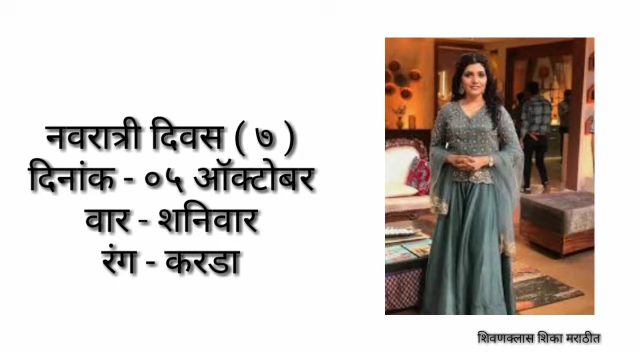 नवरात्री दिवस ( ७ )
दिनांक - ०५ ऑक्टोबर
वार - शनिवार
रंग - करडा
शिवणक्लास शिका मराठीत